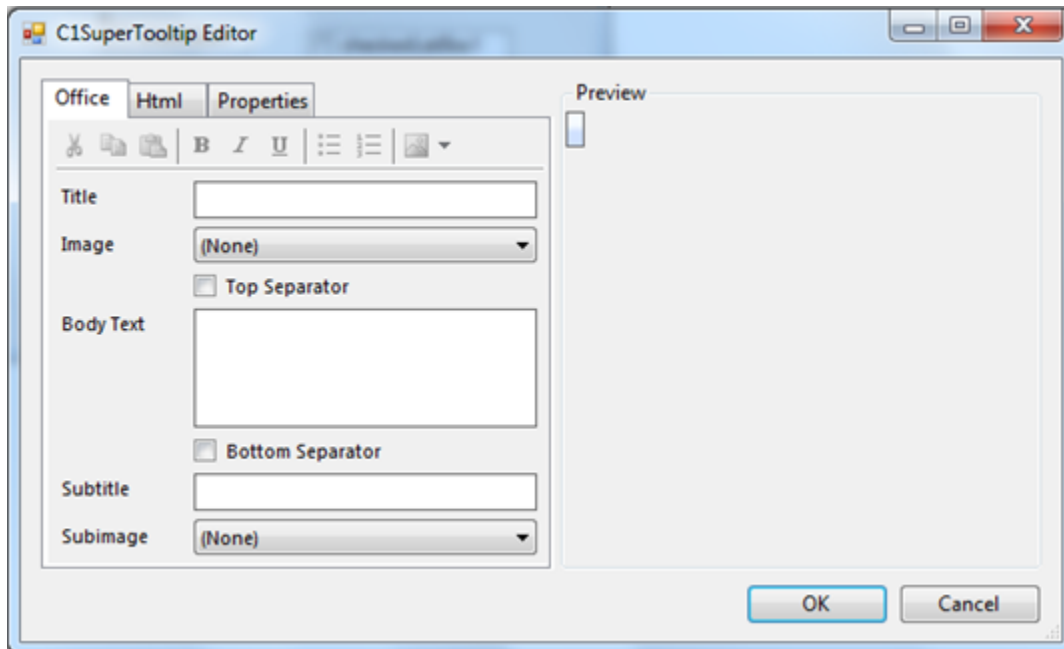 C1SuperTooltip Editor
Office Html Properties
B I U
Title
Image (None)
Top Separator
Body Text
Bottom Separator
Subtitle
Subimage (None)
Preview
OK Cancel